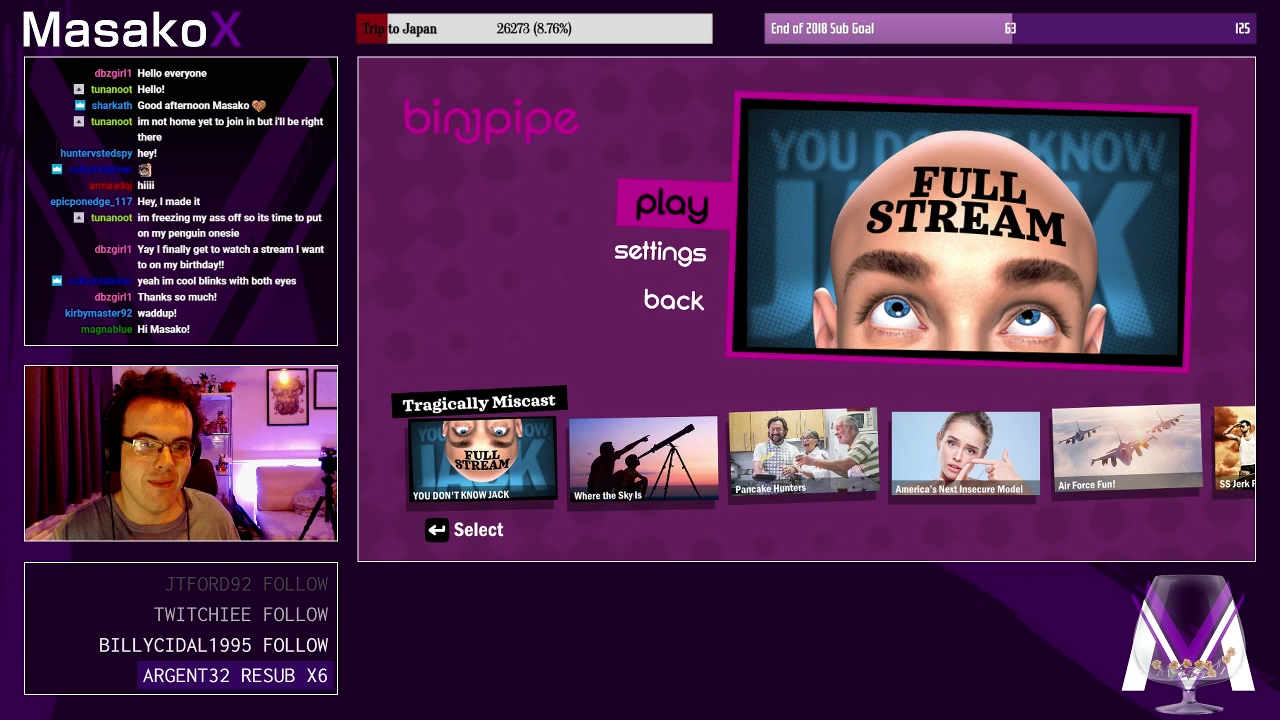 MasakoX
Trip to Japan 26273 (8.76%)
End of 2018 Sub Goal 63 125
dbzgirl1 Hello everyone
tunanoot Hello!
sharkath Good afternoon Masako
tunanoot im not home yet to join in but i'll be right
there
huntervstedspy hey!
armaadoj hiiii
epicponedge_117 Hey, I made it
tunanoot im freezing my ass off so its time to put
on my penguin onesie
dbzgirl1 Yay I finally get to watch a stream I want
to on my birthday!!
yeah im cool blinks with both eyes
dbzgirl1 Thanks so much!
kirbymaster92 waddup!
magnablue Hi Masako!
binjpipe
play
settings
back
YOU DON'T KNOW
JACK
FULL
STREAM
Tragically Miscast
YOU JACK
FULL
STREAM
YOU DON'T KNOW JACK
Where the Sky Is
Pancake Hunters
America's Next Insecure Model
Air Force Fun!
SS Jerk
Select
JTFORD92 FOLLOW
TWITCHIEE FOLLOW
BILLYCIDAL1995 FOLLOW
ARGENT32 RESUB X6
M